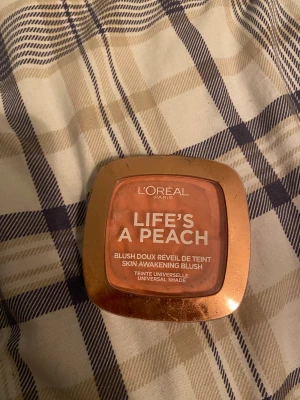 L'ORÉAL
PARIS
LIFE'S
A PEACH
BLUSH DOUX RÉVEIL DE TEINT
SKIN AWAKENING BLUSH
TEINTE UNIVERSELLE
UNIVERSAL SHADE